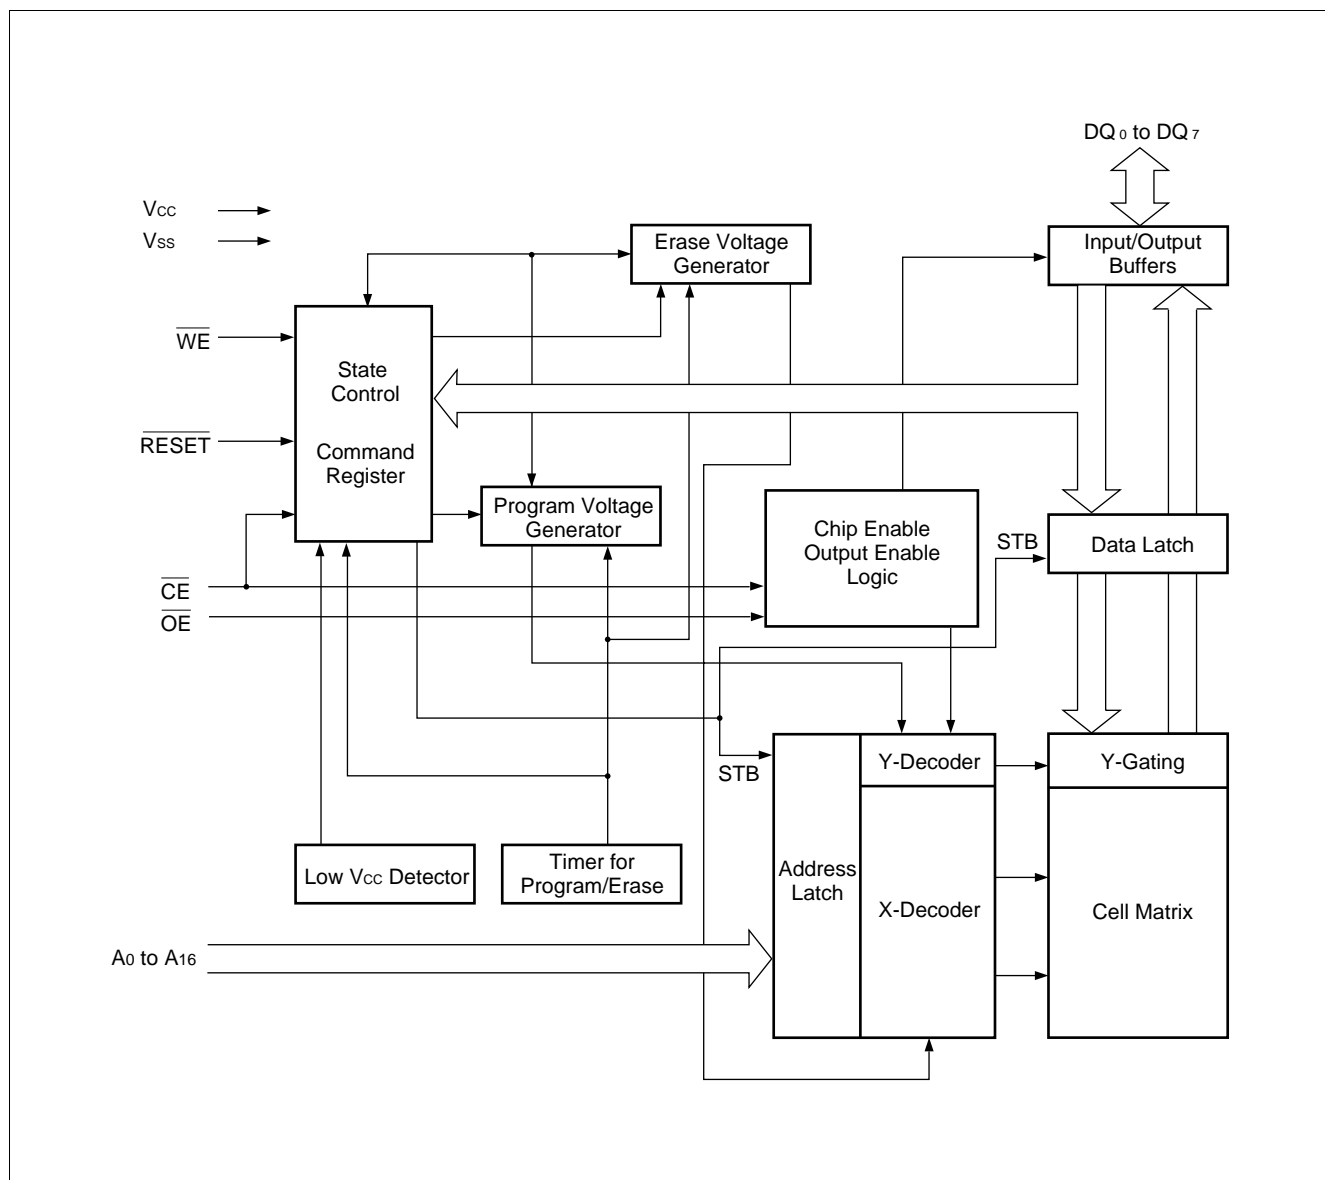 DQ0 to DQ7
VCC
VSS
Erase Voltage
Generator
Input/Output
Buffers
WE
State
Control
RESET
Command
Register
Program Voltage
Generator
Chip Enable
Output Enable
Logic
STB
Data Latch
CE
OE
STB
Y-Decoder
Y-Gating
Low VCC Detector
Timer for
Program/Erase
Address
Latch
X-Decoder
Cell Matrix
A0 to A16